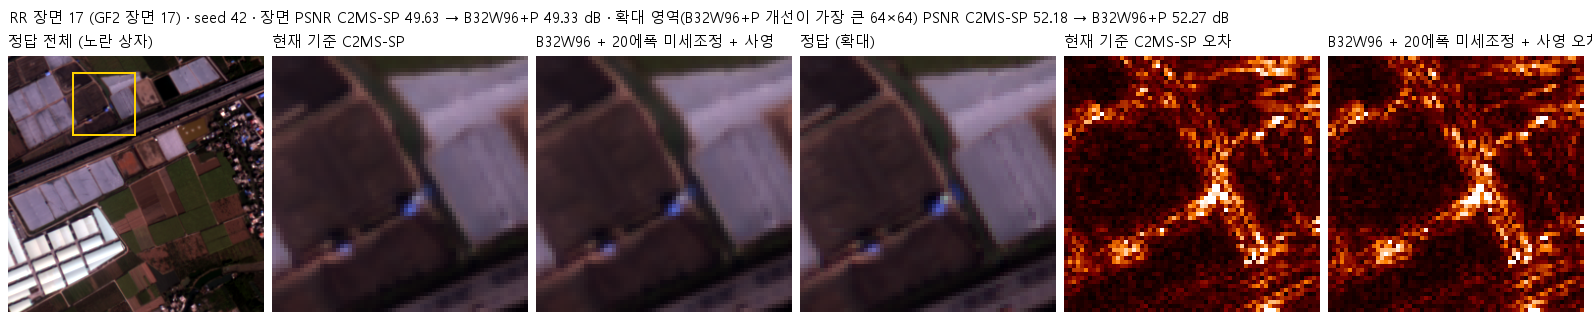 RR 장면 17 (GF2 장면 17) · seed 42 · 장면 PSNR C2MS-SP 49.63 → B32W96+P 49.33 dB · 확대 영역(B32W96+P 개선이 가장 큰 64×64) PSNR C2MS-SP 52.18 → B32W96+P 52.27 dB
정답 전체 (노란 상자)
현재 기준 C2MS-SP
B32W96 + 20에폭 미세조정 + 사영
정답 (확대)
현재 기준 C2MS-SP 오차
B32W96 + 20에폭 미세조정 + 사영